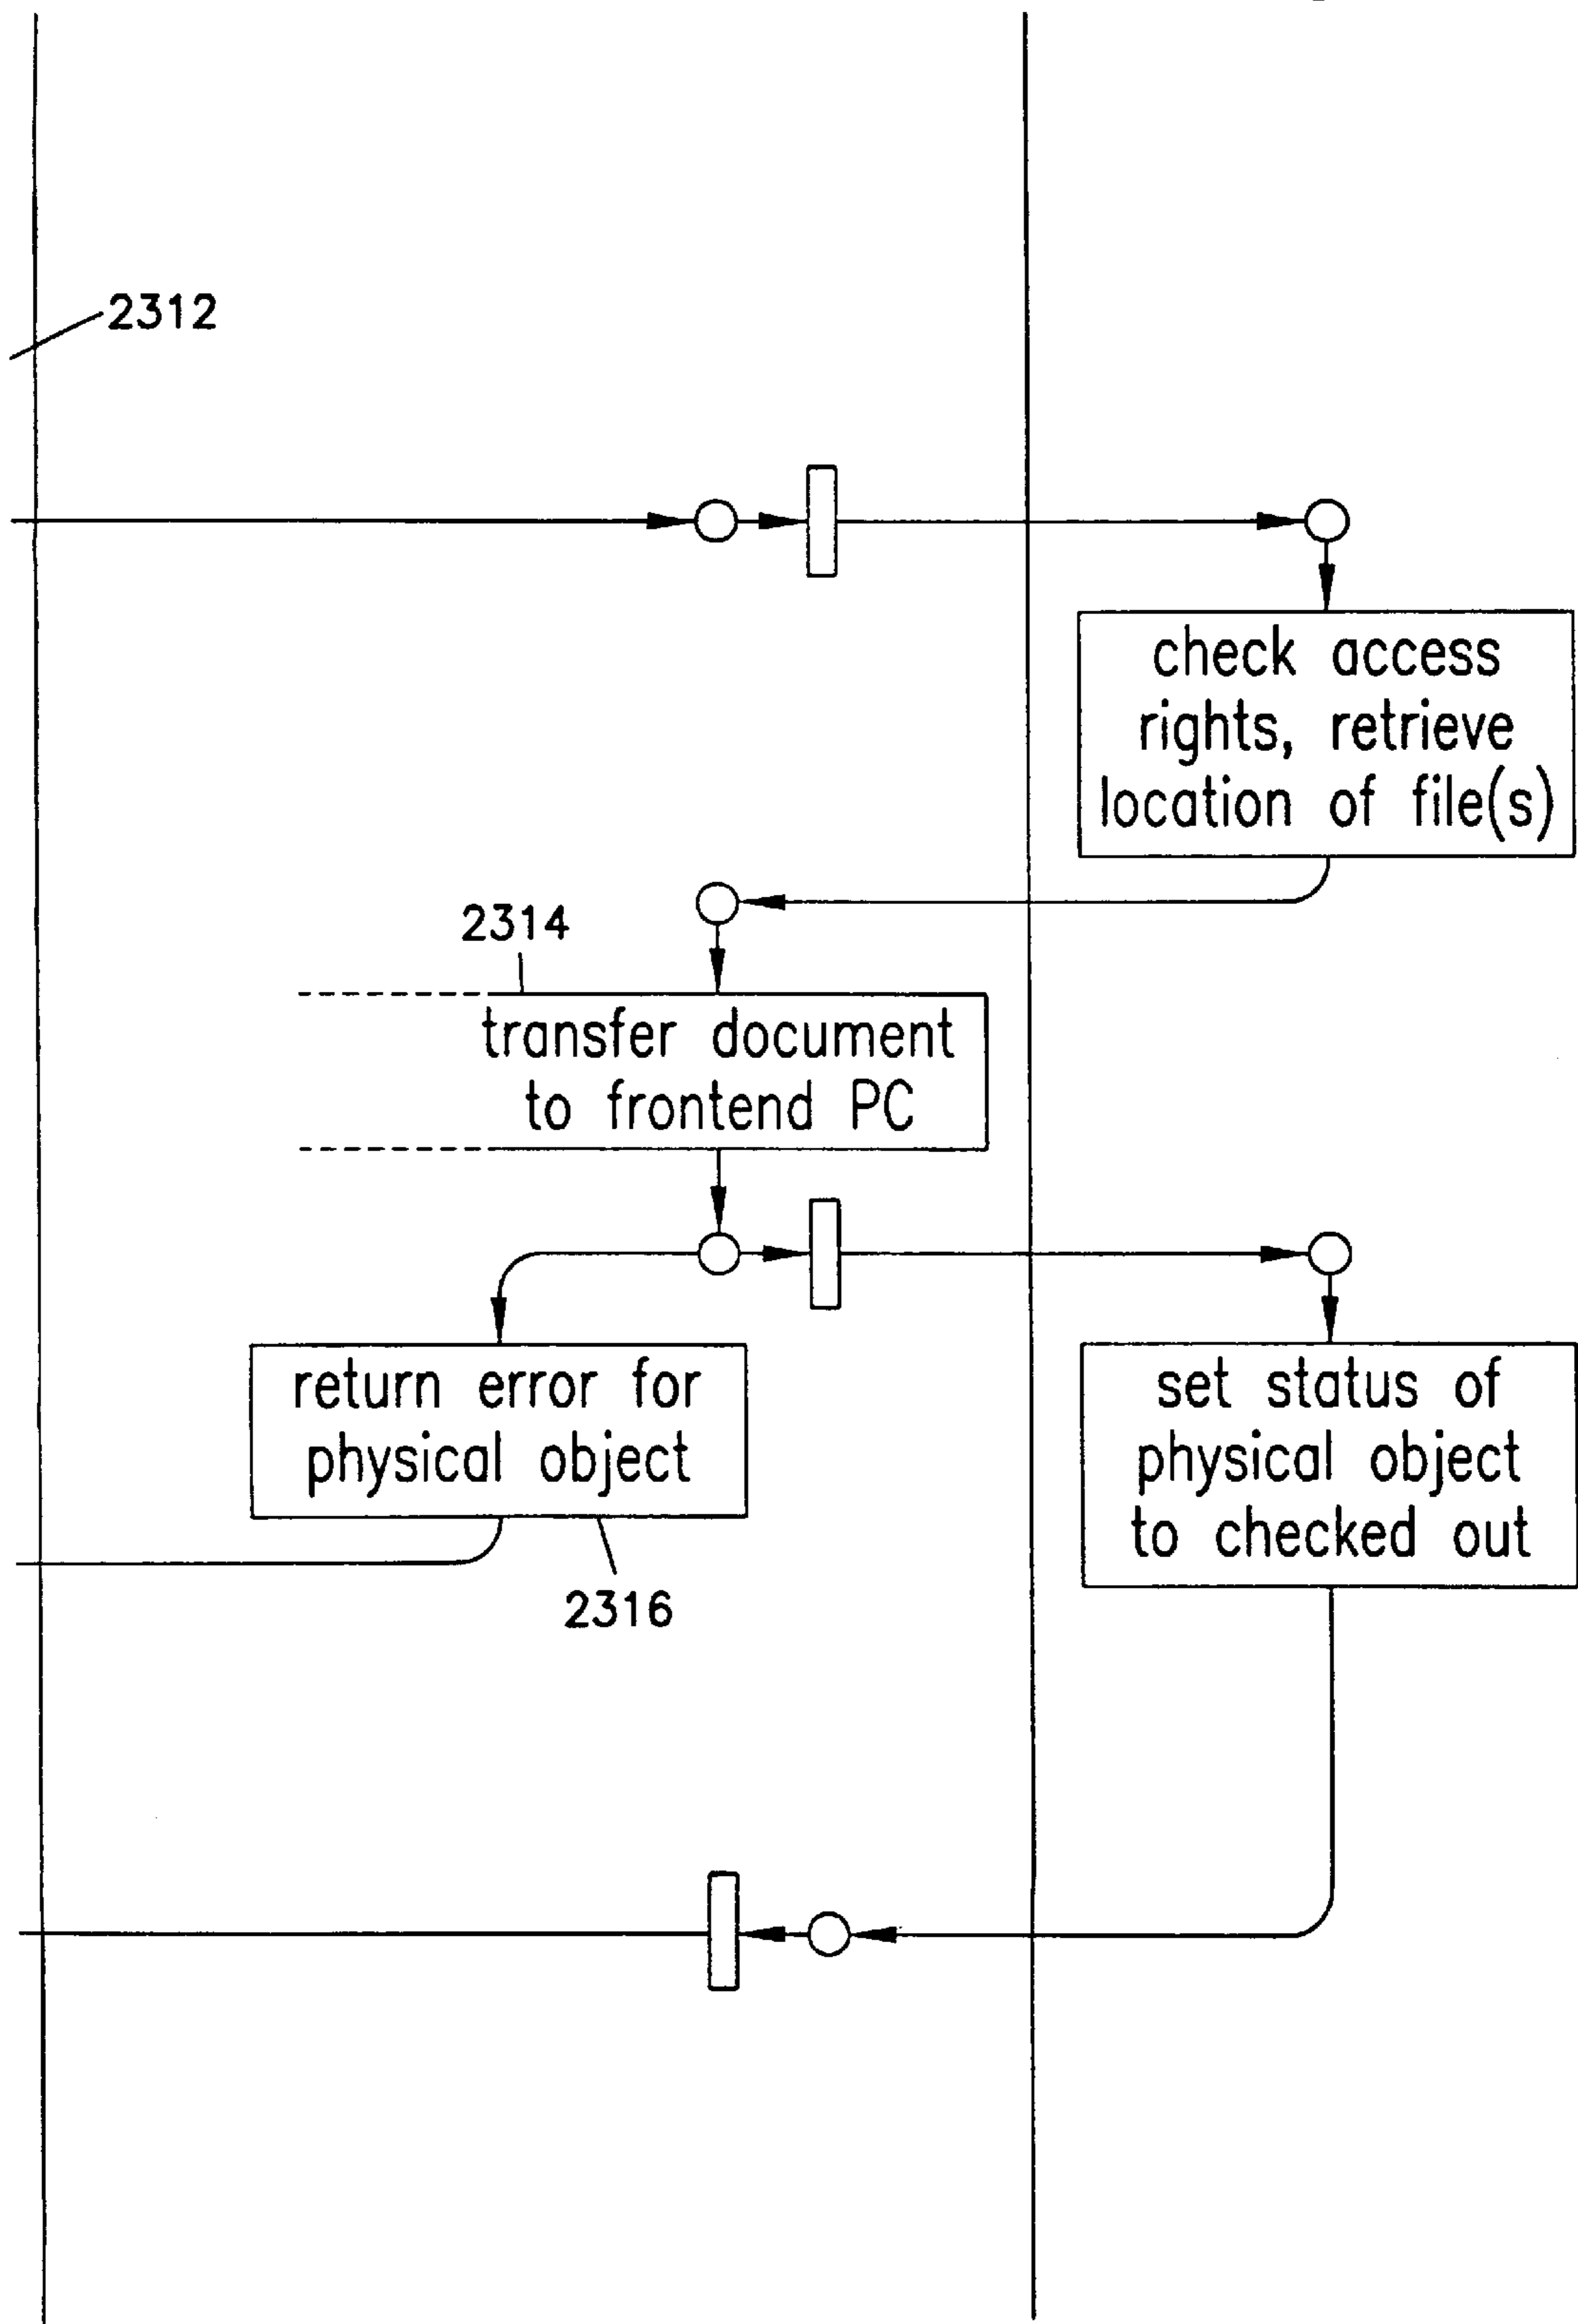 2312
check access
rights, retrieve
location of file(s)
2314
transfer document
to frontend PC
return error for
physical object
2316
set status of
physical object
to checked out